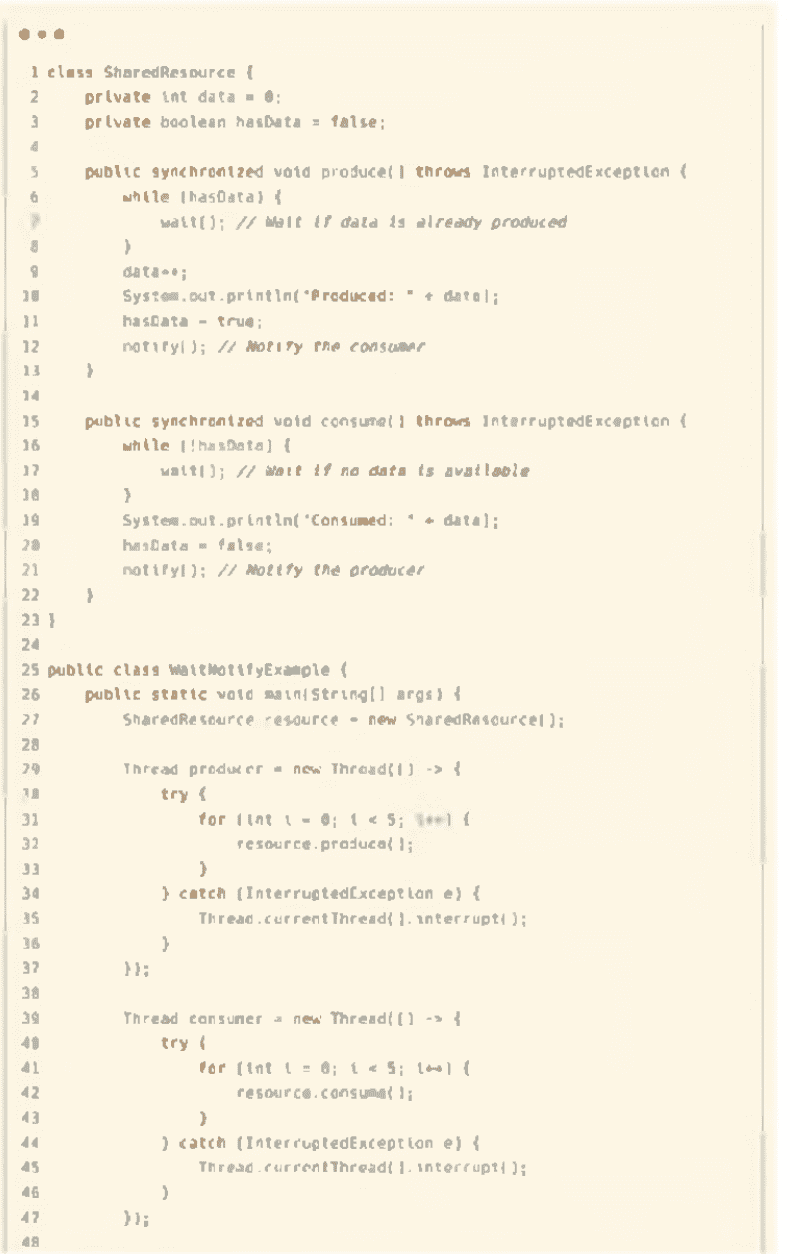 1 class SharedResource {
2     private int data = 0;
3     private boolean hasData = false;
4
5     public synchronized void produce() throws InterruptedException {
6         while (hasData) {
7             wait(); // Wait if data is already produced
8         }
9         data++;
10         System.out.println("Produced: " + data);
11         hasData = true;
12         notify(); // Notify the consumer
13     }
14
15     public synchronized void consume() throws InterruptedException {
16         while (!hasData) {
17             wait(); // Wait if no data is available
18         }
19         System.out.println("Consumed: " + data);
20         hasData = false;
21         notify(); // Notify the producer
22     }
23 }
24
25 public class WaitNotifyExample {
26     public static void main(String[] args) {
27         SharedResource resource = new SharedResource();
28
29         Thread producer = new Thread(() -> {
30             try {
31                 for (int i = 0; i < 5; i++) {
32                     resource.produce();
33                 }
34             } catch (InterruptedException e) {
35                 Thread.currentThread().interrupt();
36             }
37         });
38
39         Thread consumer = new Thread(() -> {
40             try {
41                 for (int i = 0; i < 5; i++) {
42                     resource.consume();
43                 }
44             } catch (InterruptedException e) {
45                 Thread.currentThread().interrupt();
46             }
47         });
48